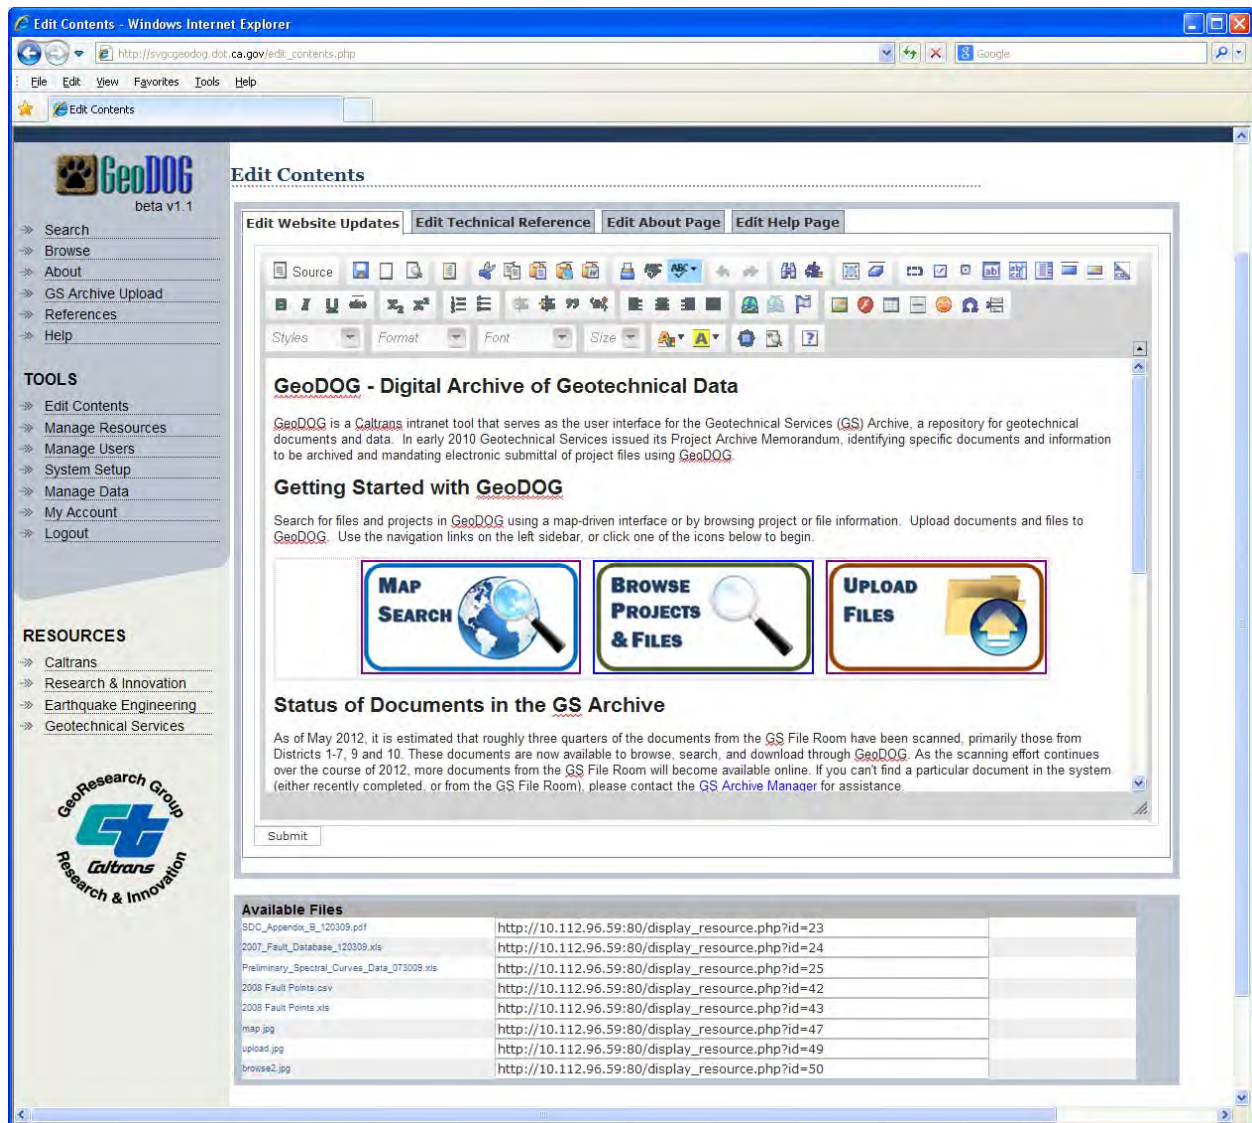 Edit Contents - Windows Internet Explorer
http://svgcgeodog.dot.ca.gov/edit_contents.php
Google
File Edit View Favorites Tools Help
Edit Contents
GeoDOG
beta v1.1
Search
Browse
About
GS Archive Upload
References
Help
TOOLS
Edit Contents
Manage Resources
Manage Users
System Setup
Manage Data
My Account
Logout
RESOURCES
Caltrans
Research & Innovation
Earthquake Engineering
Geotechnical Services
GeoResearch Group
Caltrans
Research & Innovation
Edit Contents
Edit Website Updates Edit Technical Reference Edit About Page Edit Help Page
Source
ABC
B I U abc x₂ x²
Styles Format Font Size A A ?
GeoDOG - Digital Archive of Geotechnical Data
GeoDOG is a Caltrans intranet tool that serves as the user interface for the Geotechnical Services (GS) Archive, a repository for geotechnical
documents and data. In early 2010 Geotechnical Services issued its Project Archive Memorandum, identifying specific documents and information
to be archived and mandating electronic submittal of project files using GeoDOG.
Getting Started with GeoDOG
Search for files and projects in GeoDOG using a map-driven interface or by browsing project or file information. Upload documents and files to
GeoDOG. Use the navigation links on the left sidebar, or click one of the icons below to begin.
MAP
SEARCH
BROWSE
PROJECTS
& FILES
UPLOAD
FILES
Status of Documents in the GS Archive
As of May 2012, it is estimated that roughly three quarters of the documents from the GS File Room have been scanned, primarily those from
Districts 1-7, 9 and 10. These documents are now available to browse, search, and download through GeoDOG. As the scanning effort continues
over the course of 2012, more documents from the GS File Room will become available online. If you can't find a particular document in the system
(either recently completed, or from the GS File Room), please contact the GS Archive Manager for assistance.
Submit
Available Files
SDC_Appendix_B_120309.pdf http://10.112.96.59:80/display_resource.php?id=23
2007_Fault_Database_120309.xls http://10.112.96.59:80/display_resource.php?id=24
Preliminary_Spectral_Curves_Data_073009.xls http://10.112.96.59:80/display_resource.php?id=25
2008 Fault Points.csv http://10.112.96.59:80/display_resource.php?id=42
2008 Fault Points.xls http://10.112.96.59:80/display_resource.php?id=43
map.jpg http://10.112.96.59:80/display_resource.php?id=47
upload.jpg http://10.112.96.59:80/display_resource.php?id=49
browse2.jpg http://10.112.96.59:80/display_resource.php?id=50